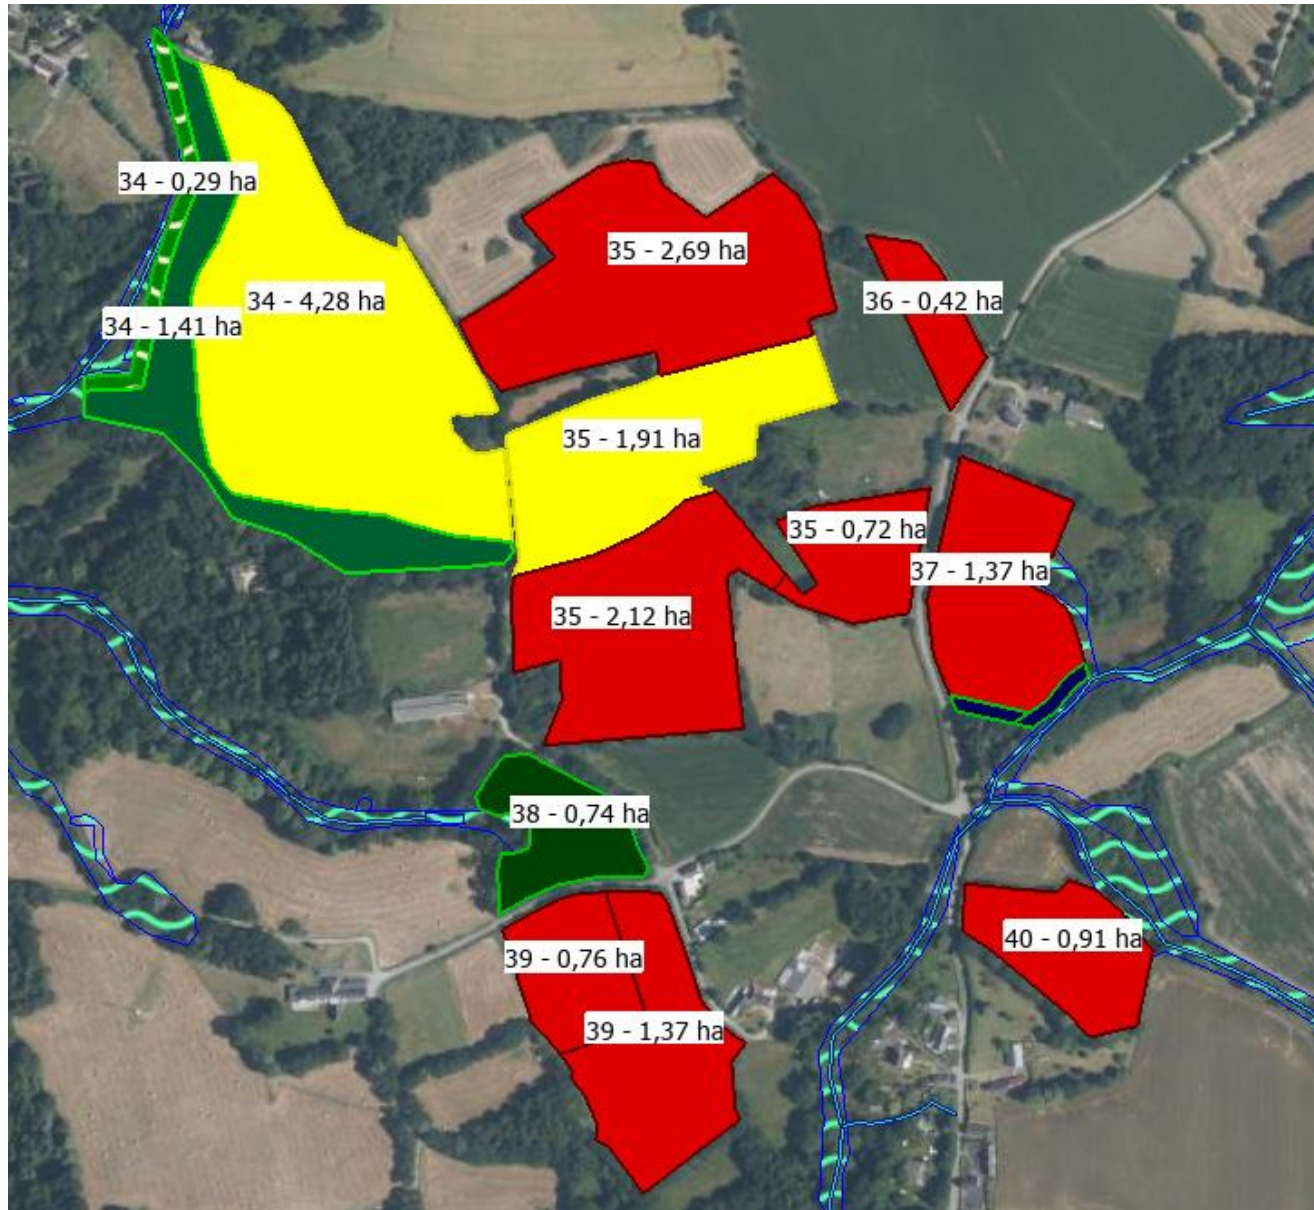 34 - 0,29 ha
35 - 2,69 ha
34 - 4,28 ha
36 - 0,42 ha
34 - 1,41 ha
35 - 1,91 ha
35 - 0,72 ha
37 - 1,37 ha
35 - 2,12 ha
38 - 0,74 ha
40 - 0,91 ha
39 - 0,76 ha
39 - 1,37 ha